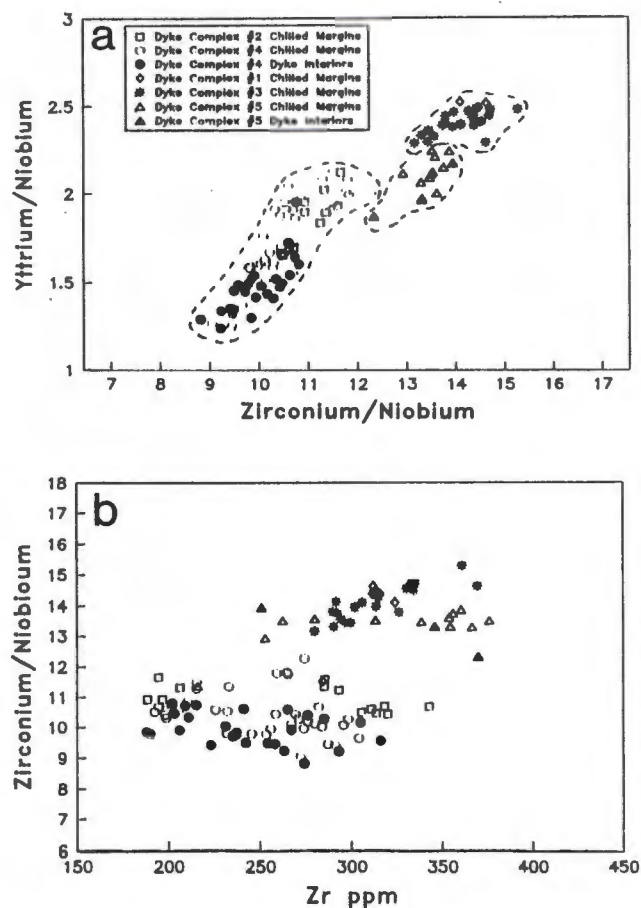 a
Dyke Complex #2 Chilled Margins
Dyke Complex #4 Chilled Margins
Dyke Complex #4 Dyke Interiors
Dyke Complex #1 Chilled Margins
Dyke Complex #3 Chilled Margins
Dyke Complex #5 Chilled Margins
Dyke Complex #5 Dyke Interiors
Yttrium/Niobium
3
2.5
2.0
1.5
1
7 8 9 10 11 12 13 14 15 16 17
Zirconium/Niobium
b
Zirconium/Niobioum
18
17
16
15
14
13
12
11
10
9
8
7
6
150 200 250 300 350 400 450
Zr ppm